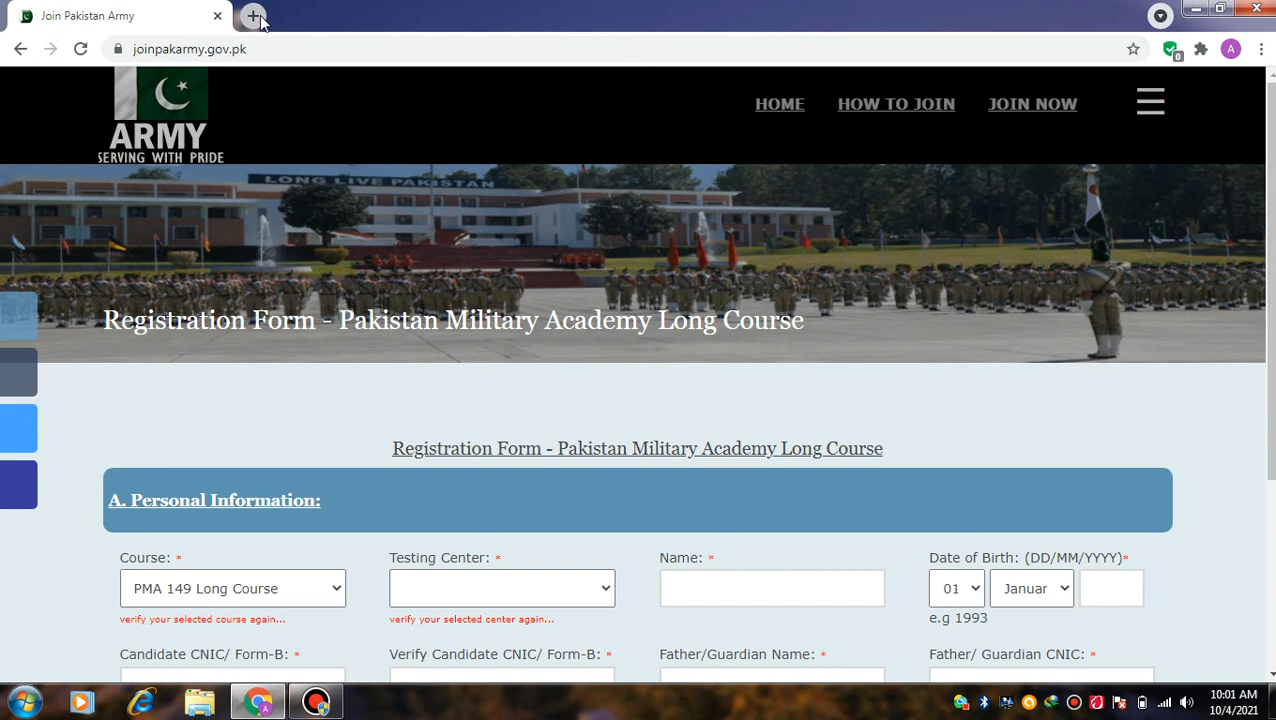 Join Pakistan Army
joinpakarmy.gov.pk
0
A
ARMY
SERVING WITH PRIDE
HOME
HOW TO JOIN
JOIN NOW
LONG LIVE PAKISTAN
Registration Form - Pakistan Military Academy Long Course
Registration Form - Pakistan Military Academy Long Course
A. Personal Information:
Course: * Testing Center: * Name: * Date of Birth: (DD/MM/YYYY)*
PMA 149 Long Course 01 Januar
verify your selected course again... verify your selected center again... e.g 1993
Candidate CNIC/ Form-B: * Verify Candidate CNIC/ Form-B: * Father/Guardian Name: * Father/ Guardian CNIC: *
A
10:01 AM
10/4/2021